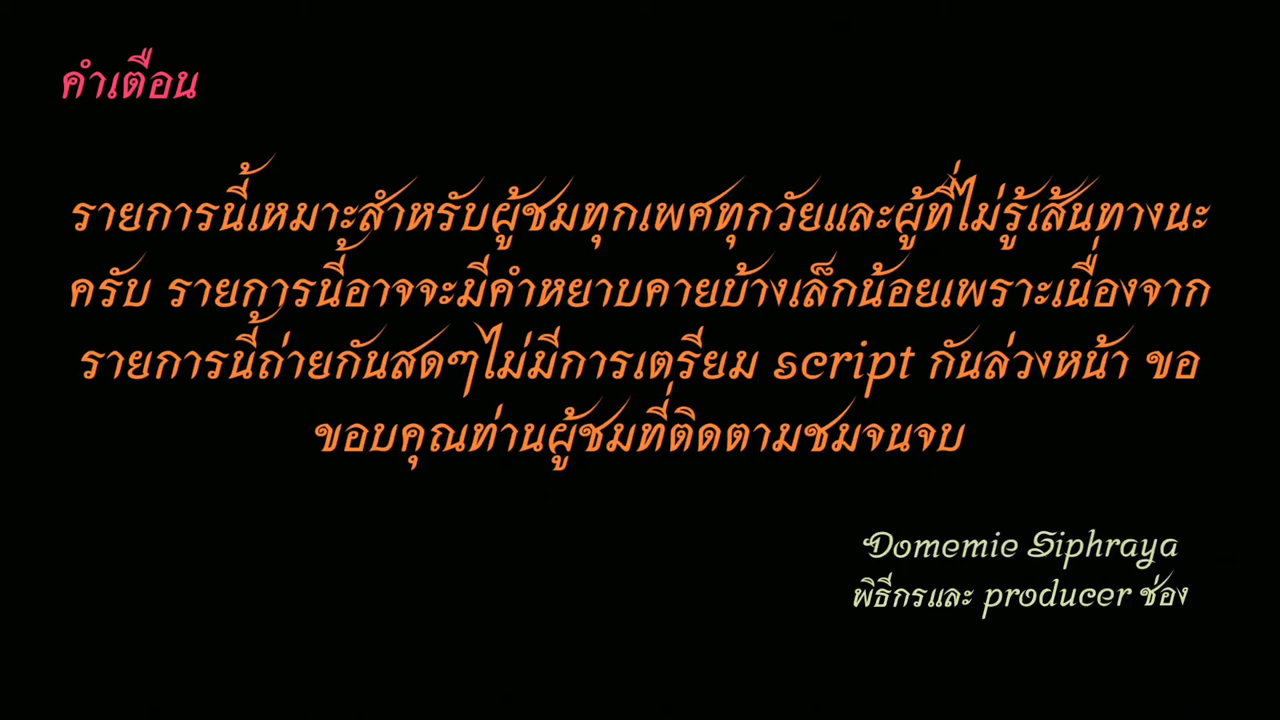 คำเตือน
รายการนี้เหมาะสำหรับผู้ชมทุกเพศทุกวัยและผู้ที่ไม่รู้เส้นทางนะ
ครับ รายการนี้อาจจะมีคำหยาบคายบ้างเล็กน้อยเพราะเนื่องจาก
รายการนี้ถ่ายกันสดๆไม่มีการเตรียม script กันล่วงหน้า ขอ
ขอบคุณท่านผู้ชมที่ติดตามชมจนจบ
Domemie Siphraya
พิธีกรและ producer ช่อง